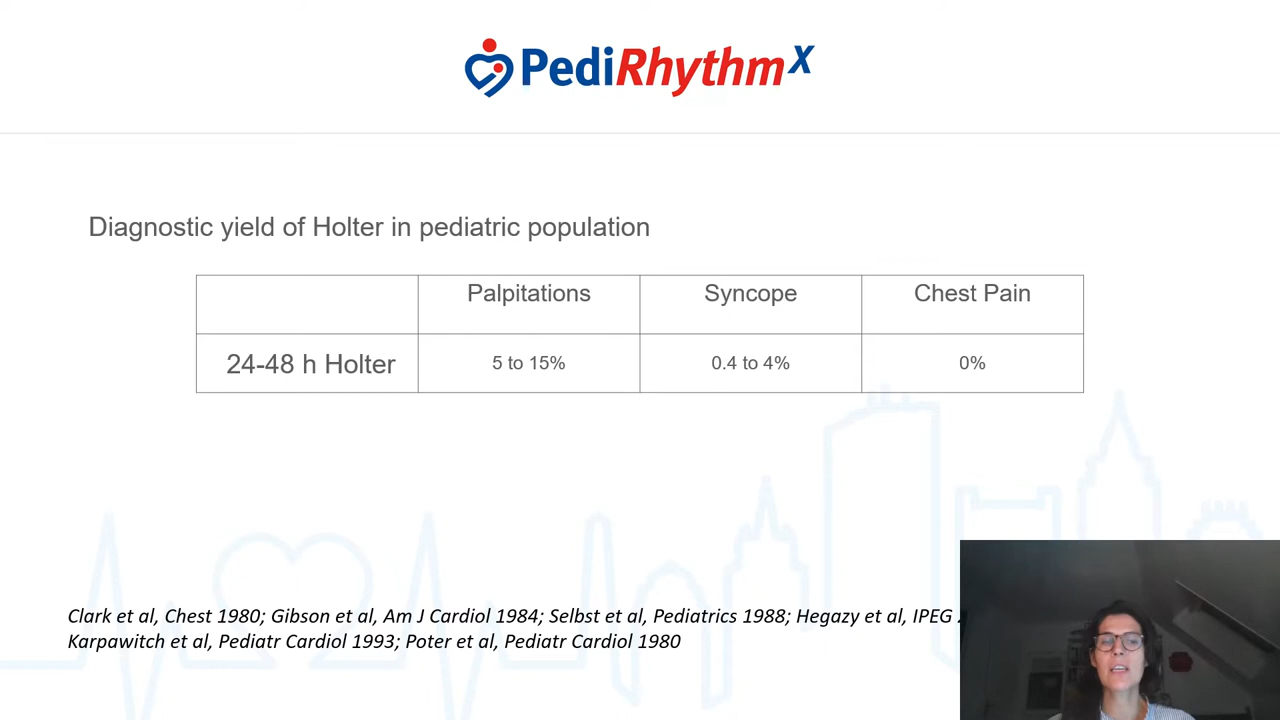 PediRhythm X
Diagnostic yield of Holter in pediatric population
Palpitations Syncope Chest Pain
24-48 h Holter 5 to 15% 0.4 to 4% 0%
Clark et al, Chest 1980; Gibson et al, Am J Cardiol 1984; Selbst et al, Pediatrics 1988; Hegazy et al, IPEG
Karpawitch et al, Pediatr Cardiol 1993; Poter et al, Pediatr Cardiol 1980